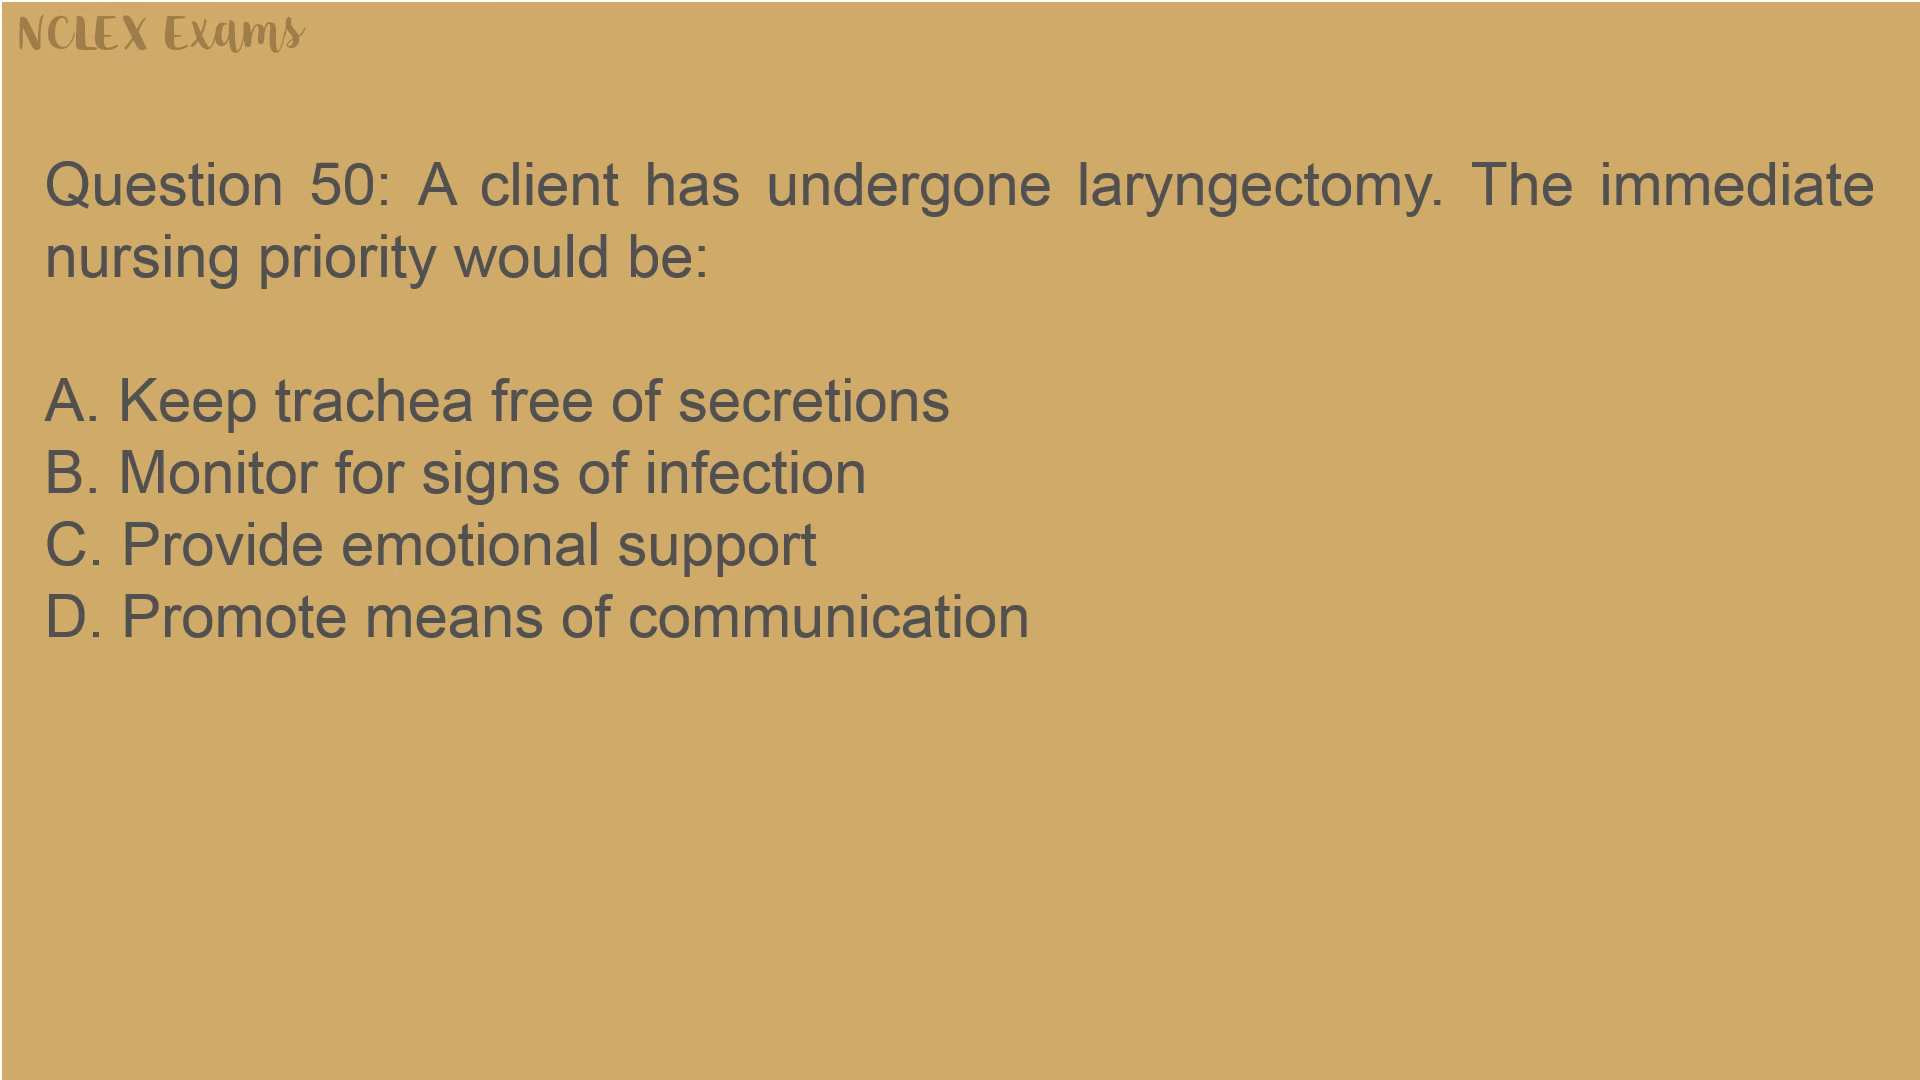 NCLEX Exams
Question 50: A client has undergone laryngectomy. The immediate
nursing priority would be:
A. Keep trachea free of secretions
B. Monitor for signs of infection
C. Provide emotional support
D. Promote means of communication